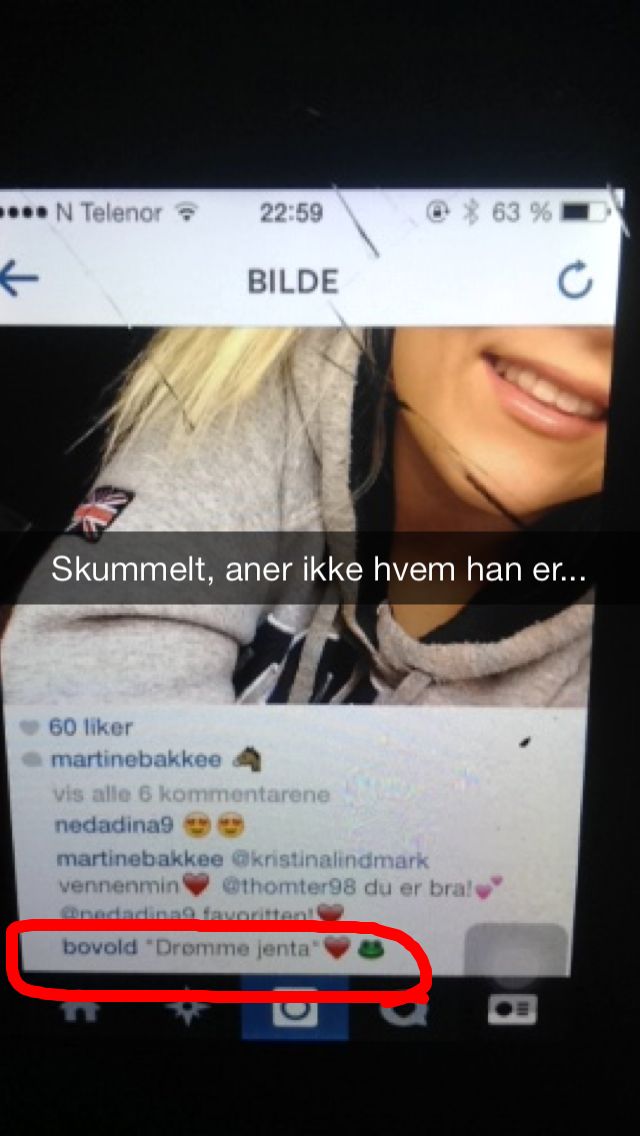 N Telenor 22:59 63 %
BILDE
Skummelt, aner ikke hvem han er...
60 liker
martinebakkee
vis alle 6 kommentarene
nedadina9 😍 😍
martinebakkee @kristinalindmark
vennenmin❤️ @thomter98 du er bra!💕
@nedadina9 favoritten!❤️
bovold "Drømme jenta"❤️🐸